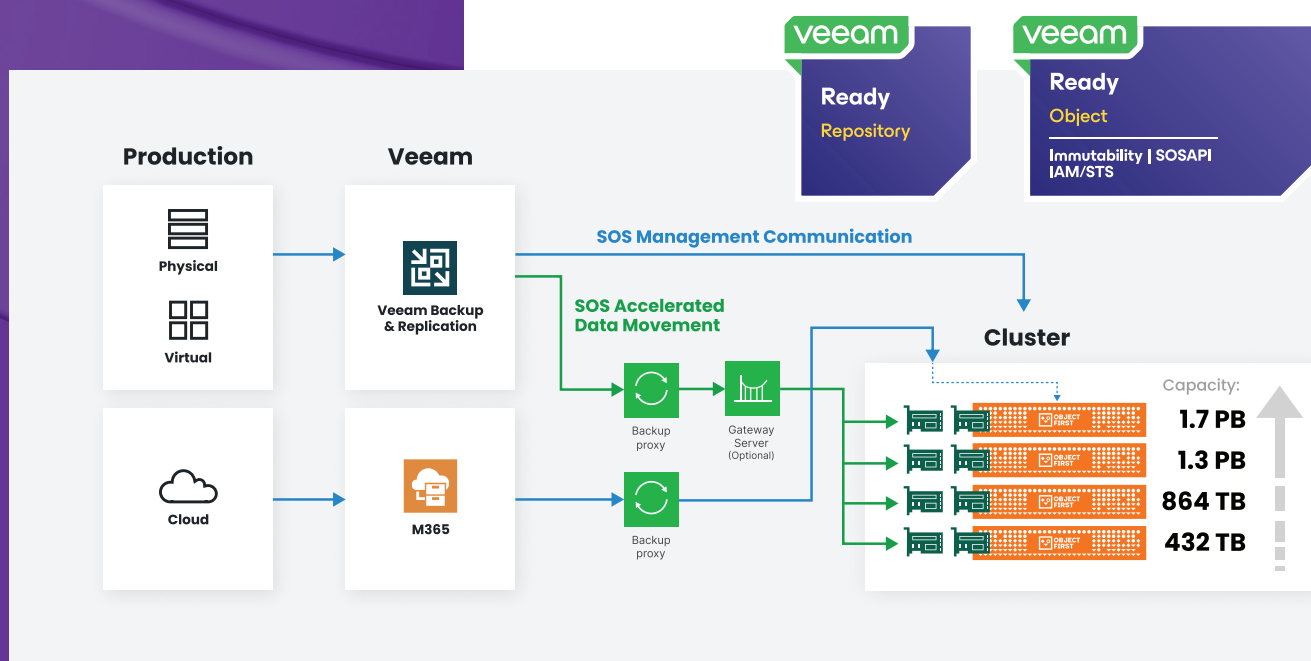 veeam
Ready
Repository
veeam
Ready
Object
Immutability | SOSAPI
IAM/STS
Production
Veeam
Physical
Virtual
Veeam Backup
& Replication
SOS Management Communication
SOS Accelerated
Data Movement
Cluster
Backup
proxy
Gateway
Server
(Optional)
Capacity:
OBJECT
FIRST
1.7 PB
OBJECT
FIRST
1.3 PB
OBJECT
FIRST
864 TB
OBJECT
FIRST
432 TB
Cloud
M365
Backup
proxy